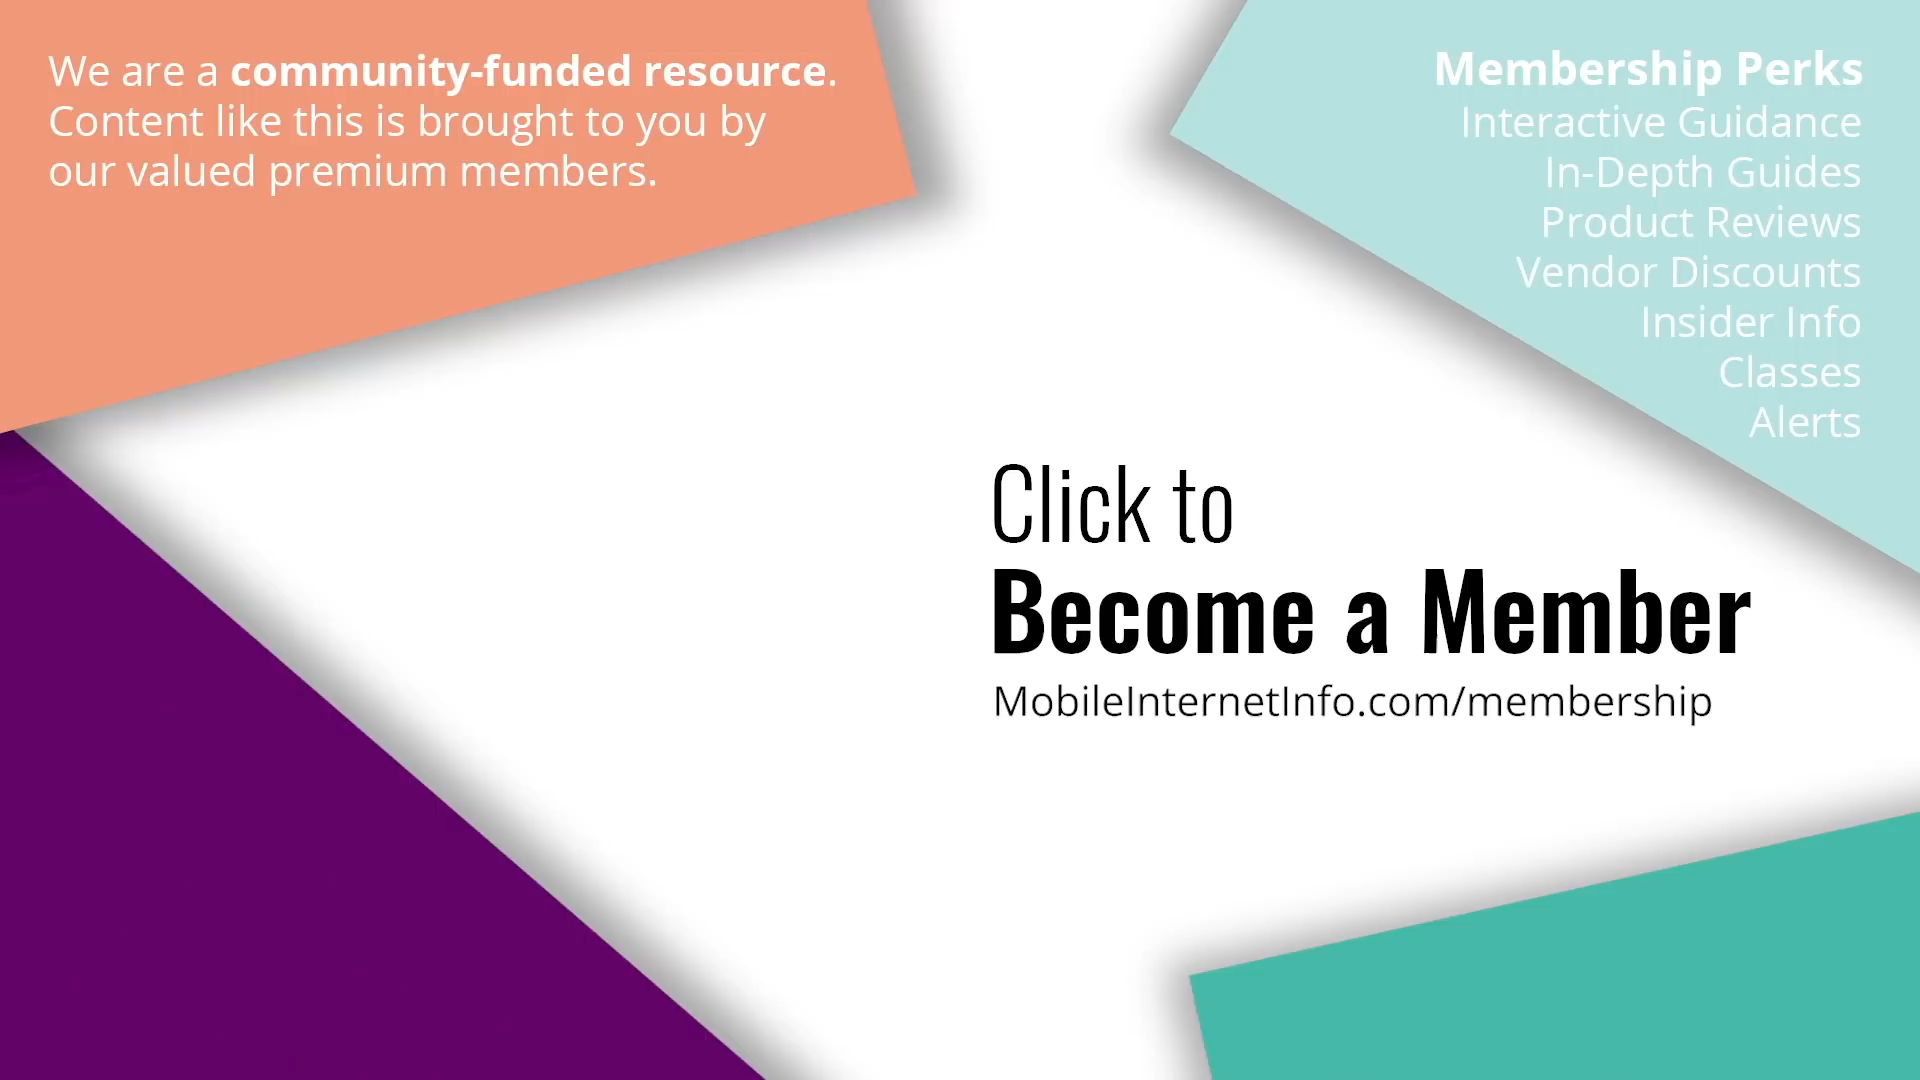 We are a community-funded resource.
Content like this is brought to you by
our valued premium members.
Membership Perks
Interactive Guidance
In-Depth Guides
Product Reviews
Vendor Discounts
Insider Info
Classes
Alerts
Click to
Become a Member
MobileInternetInfo.com/membership